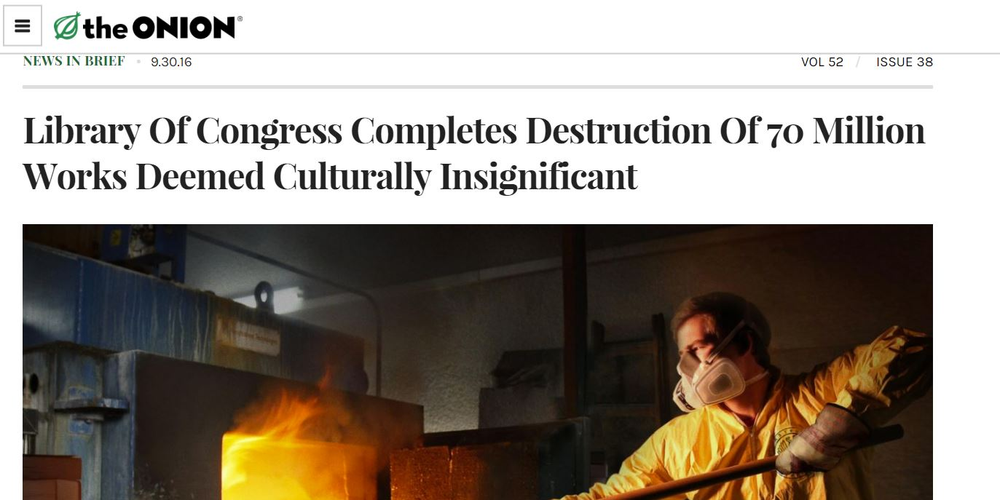 the ONION®
NEWS IN BRIEF • 9.30.16 VOL 52 / ISSUE 38
Library Of Congress Completes Destruction Of 70 Million
Works Deemed Culturally Insignificant